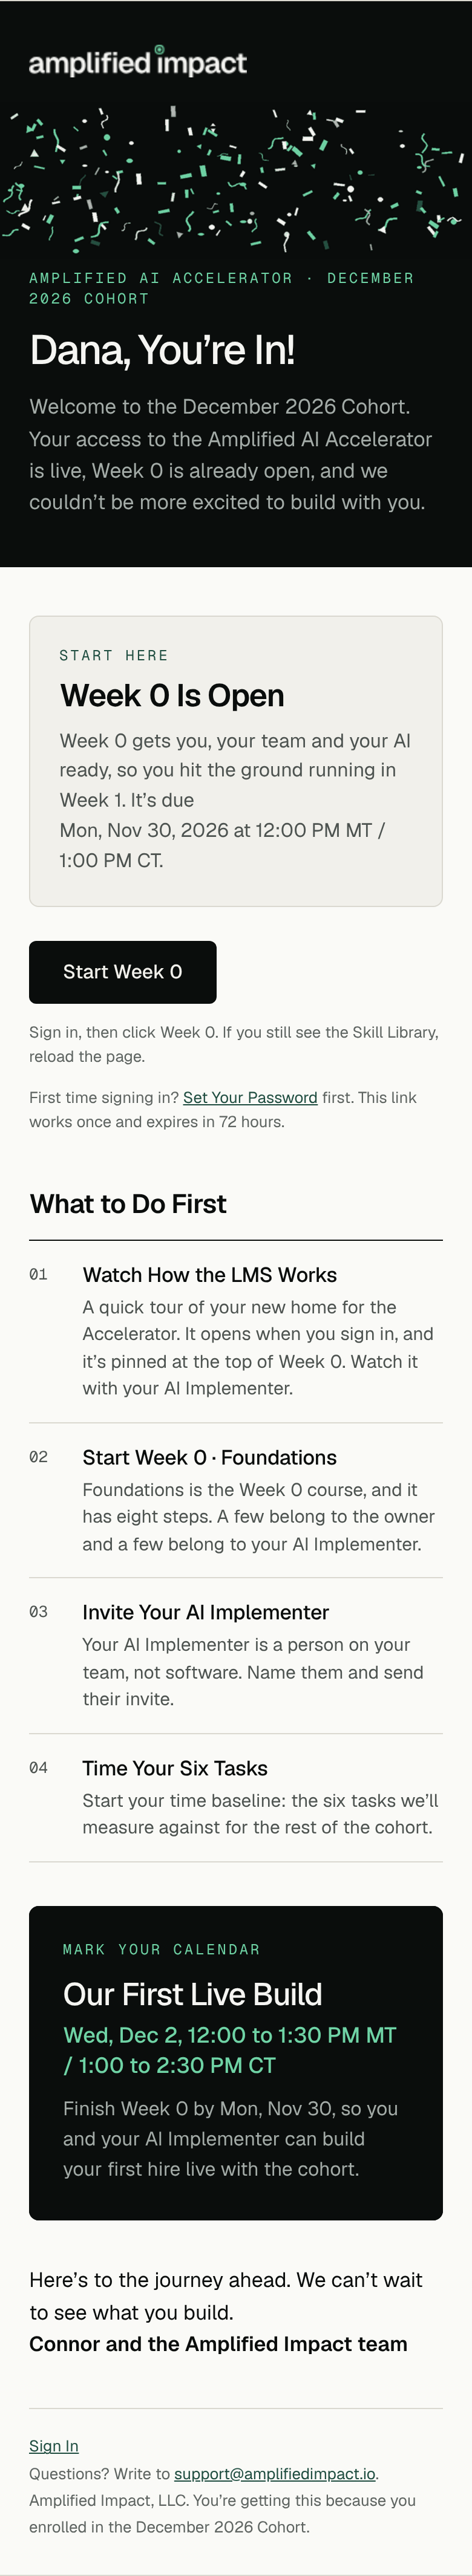 amplified impact
AMPLIFIED AI ACCELERATOR · DECEMBER
2026 COHORT
Dana, You’re In!
Welcome to the December 2026 Cohort.
Your access to the Amplified AI Accelerator
is live, Week 0 is already open, and we
couldn’t be more excited to build with you.
START HERE
Week 0 Is Open
Week 0 gets you, your team and your AI
ready, so you hit the ground running in
Week 1. It’s due
Mon, Nov 30, 2026 at 12:00 PM MT /
1:00 PM CT.
Start Week 0
Sign in, then click Week 0. If you still see the Skill Library,
reload the page.
First time signing in? Set Your Password first. This link
works once and expires in 72 hours.
What to Do First
01 Watch How the LMS Works
A quick tour of your new home for the
Accelerator. It opens when you sign in, and
it’s pinned at the top of Week 0. Watch it
with your AI Implementer.
02 Start Week 0 · Foundations
Foundations is the Week 0 course, and it
has eight steps. A few belong to the owner
and a few belong to your AI Implementer.
03 Invite Your AI Implementer
Your AI Implementer is a person on your
team, not software. Name them and send
their invite.
04 Time Your Six Tasks
Start your time baseline: the six tasks we’ll
measure against for the rest of the cohort.
MARK YOUR CALENDAR
Our First Live Build
Wed, Dec 2, 12:00 to 1:30 PM MT
/ 1:00 to 2:30 PM CT
Finish Week 0 by Mon, Nov 30, so you
and your AI Implementer can build
your first hire live with the cohort.
Here’s to the journey ahead. We can’t wait
to see what you build.
Connor and the Amplified Impact team
Sign In
Questions? Write to support@amplifiedimpact.io.
Amplified Impact, LLC. You’re getting this because you
enrolled in the December 2026 Cohort.